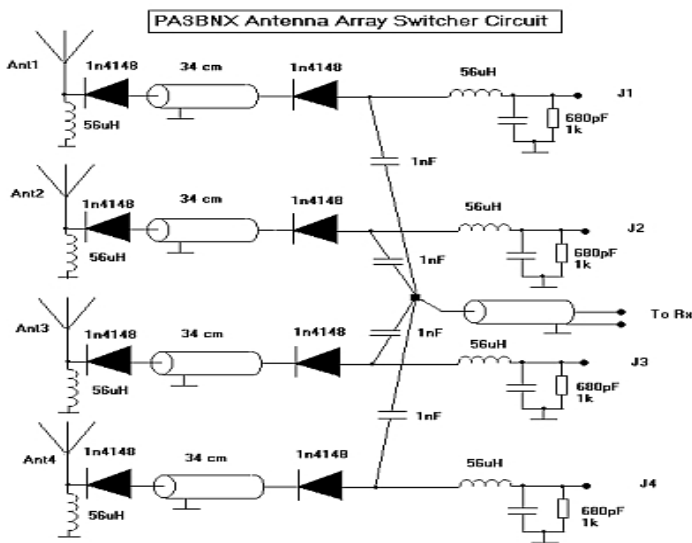 PA3BNX Antenna Array Switcher Circuit
Ant1
1n4148
34 cm
1n4148
56uH
J1
56uH
680pF
1k
1nF
Ant2
1n4148
34 cm
1n4148
56uH
J2
56uH
680pF
1k
1nF
To Rx
Ant3
1n4148
34 cm
1n4148
1nF
56uH
J3
56uH
680pF
1k
1nF
Ant4
1n4148
34 cm
1n4148
56uH
J4
56uH
680pF
1k